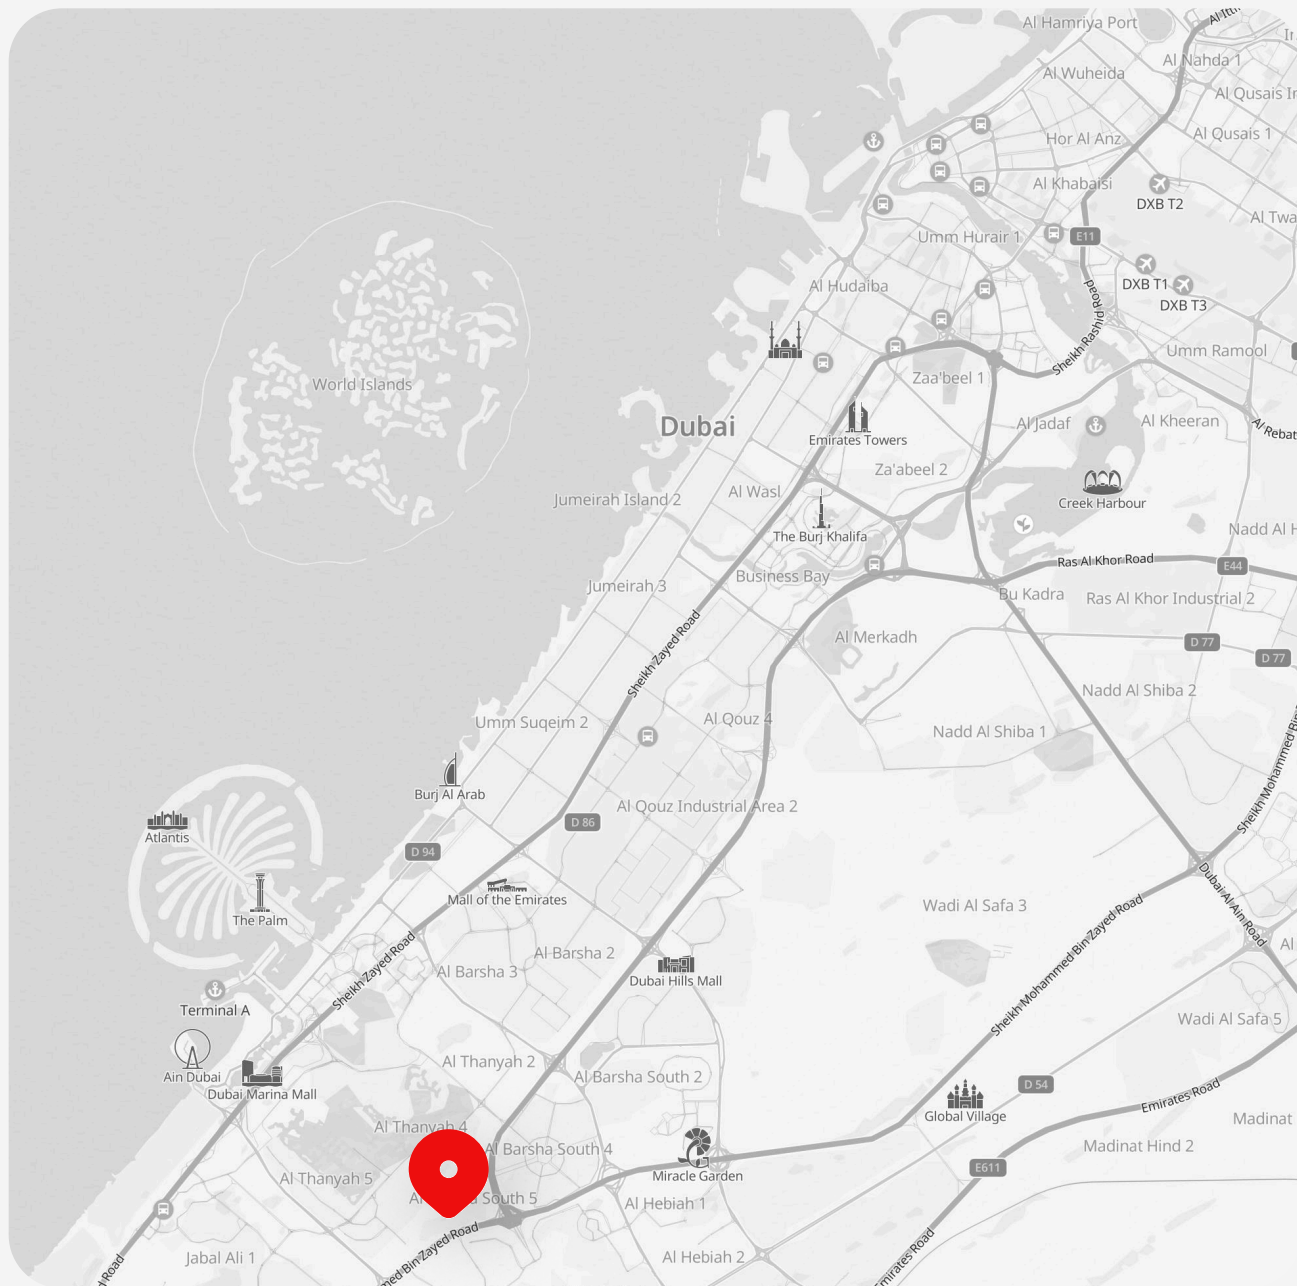 Al Hamriya Port
Al Nahda 1
Al Wuheida
Al Qusais
Hor Al Anz
Al Qusais 1
Al Khabaisi
DXB T2
Al Twa
Umm Hurair 1
E11
DXB T1
Al Hudaiba
DXB T3
Sheikh Rashid Road
Umm Ramool
World Islands
Zaa'beel 1
Dubai
Emirates Towers
Al Jadaf
Al Kheeran
Al Rebat
Za'abeel 2
Jumeirah Island 2
Al Wasl
Creek Harbour
The Burj Khalifa
Nadd Al H
Ras Al Khor Road
E44
Jumeirah 3
Business Bay
Bu Kadra
Ras Al Khor Industrial 2
Al Merkadh
D 77
D 77
Sheikh Zayed Road
Nadd Al Shiba 2
Umm Suqeim 2
Al Qouz 4
Nadd Al Shiba 1
Sheikh Mohammed Bin
Burj Al Arab
Al Qouz Industrial Area 2
D 86
Atlantis
D 94
Mall of the Emirates
Wadi Al Safa 3
Dubai Al Ain Road
The Palm
Sheikh Mohammed Bin Zayed Road
Al
Al Barsha 2
Al Barsha 3
Sheikh Zayed Road
Dubai Hills Mall
Terminal A
Wadi Al Safa 5
Al Thanyah 2
Al Barsha South 2
Ain Dubai
D 54
Dubai Marina Mall
Emirates Road
Global Village
Madinat
Al Thanyah 4
Al Barsha South 4
Madinat Hind 2
Al Thanyah 5
Miracle Garden
E611
South 5
Al Hebiah 1
Bin Zayed Road
Jabal Ali 1
Al Hebiah 2
Emirates Road
Road